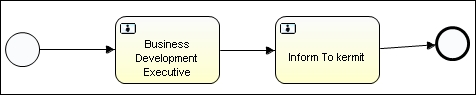 Business
Development
Executive
Inform To kermit